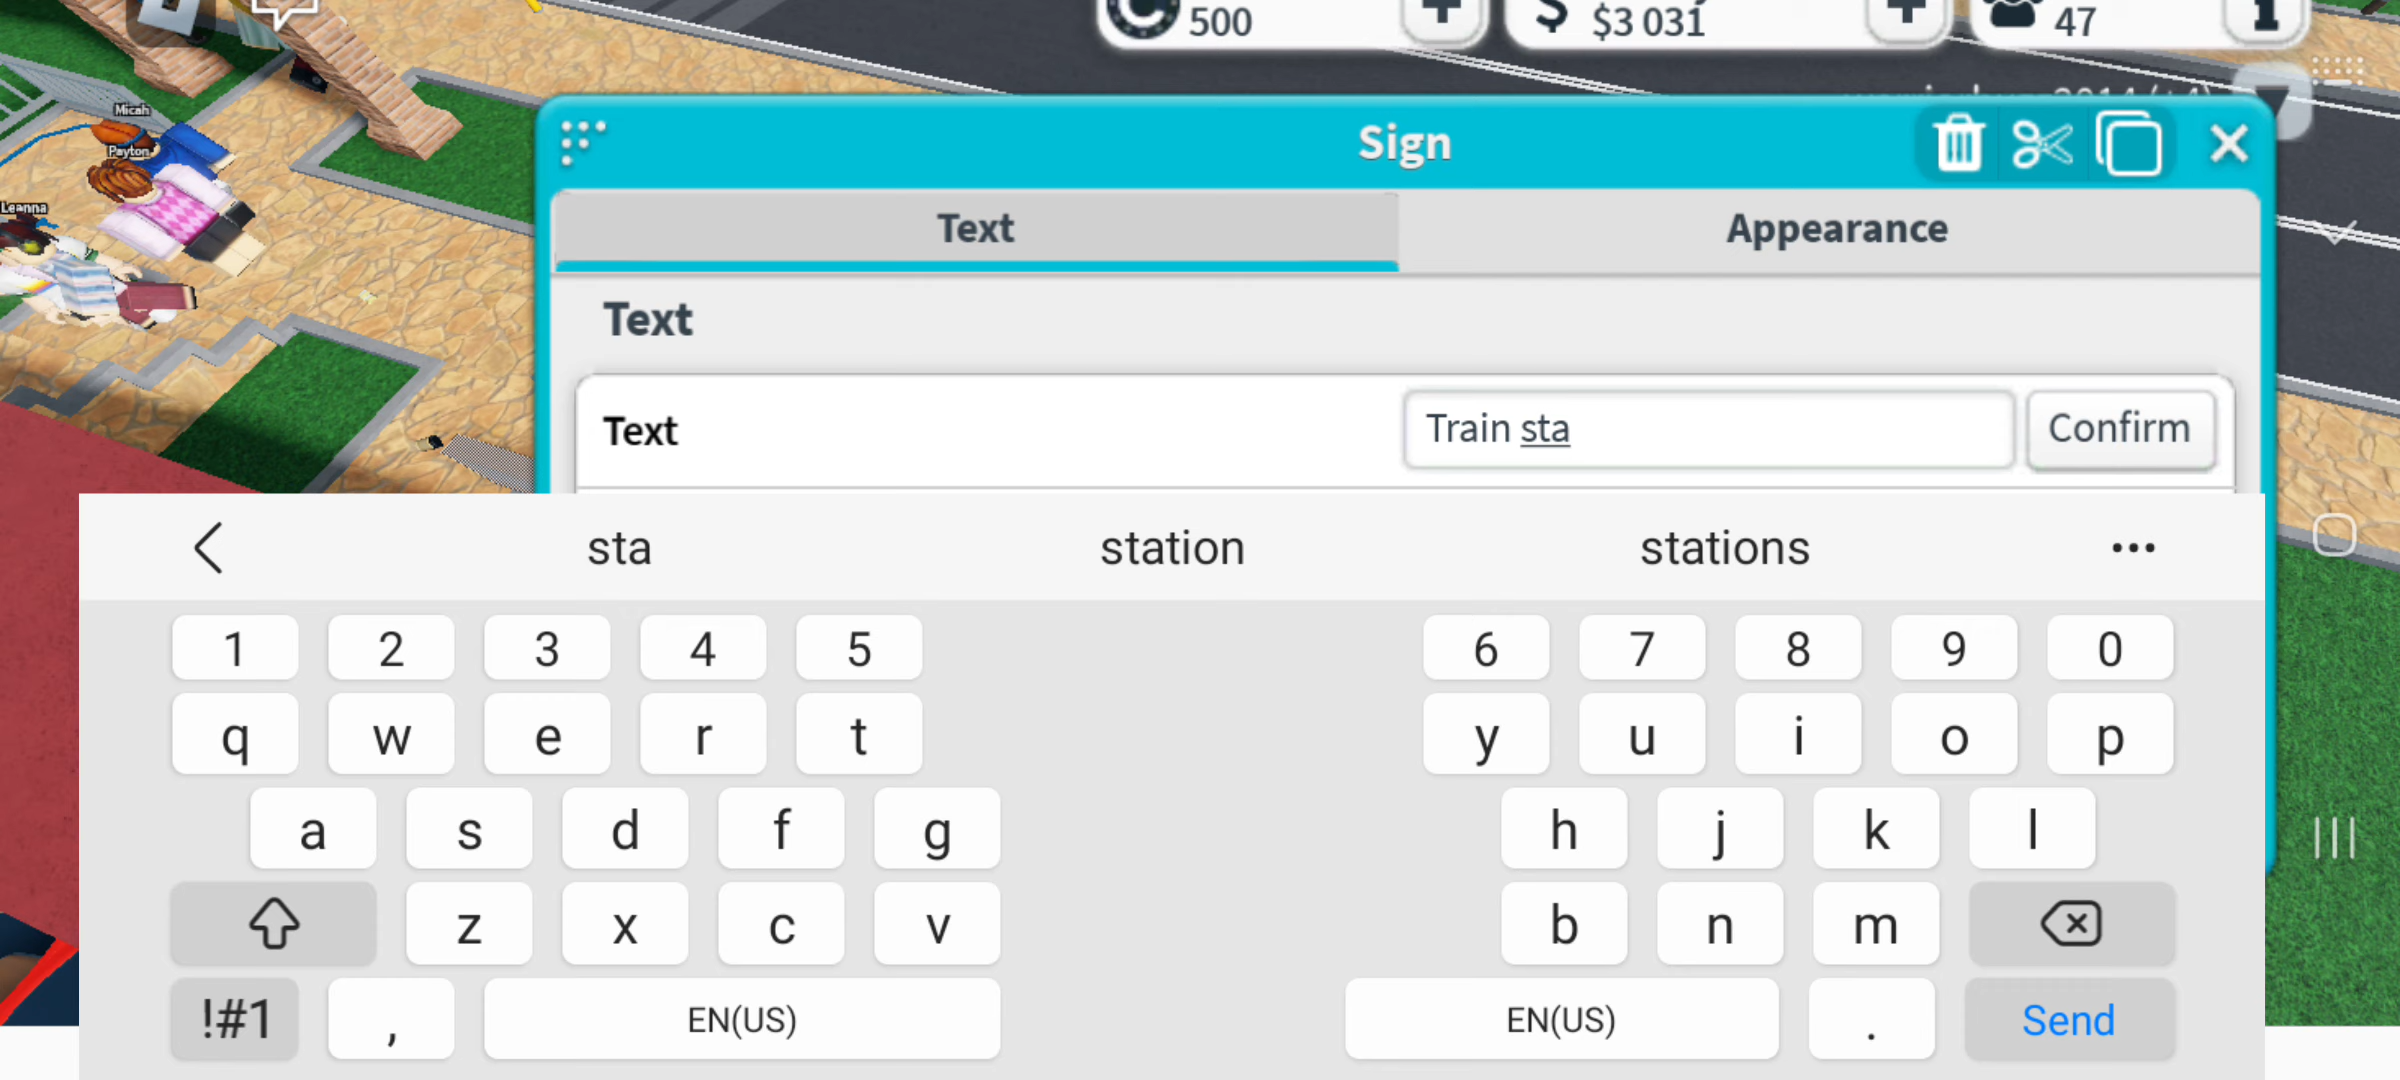 500
$3 031
47
Micah
Payton
Leanna
Sign
Text
Appearance
Text
Text
Train sta
Confirm
sta
station
stations
1 2 3 4 5 6 7 8 9 0
q w e r t y u i o p
a s d f g h j k l
z x c v b n m
!#1 , EN(US) EN(US) . Send